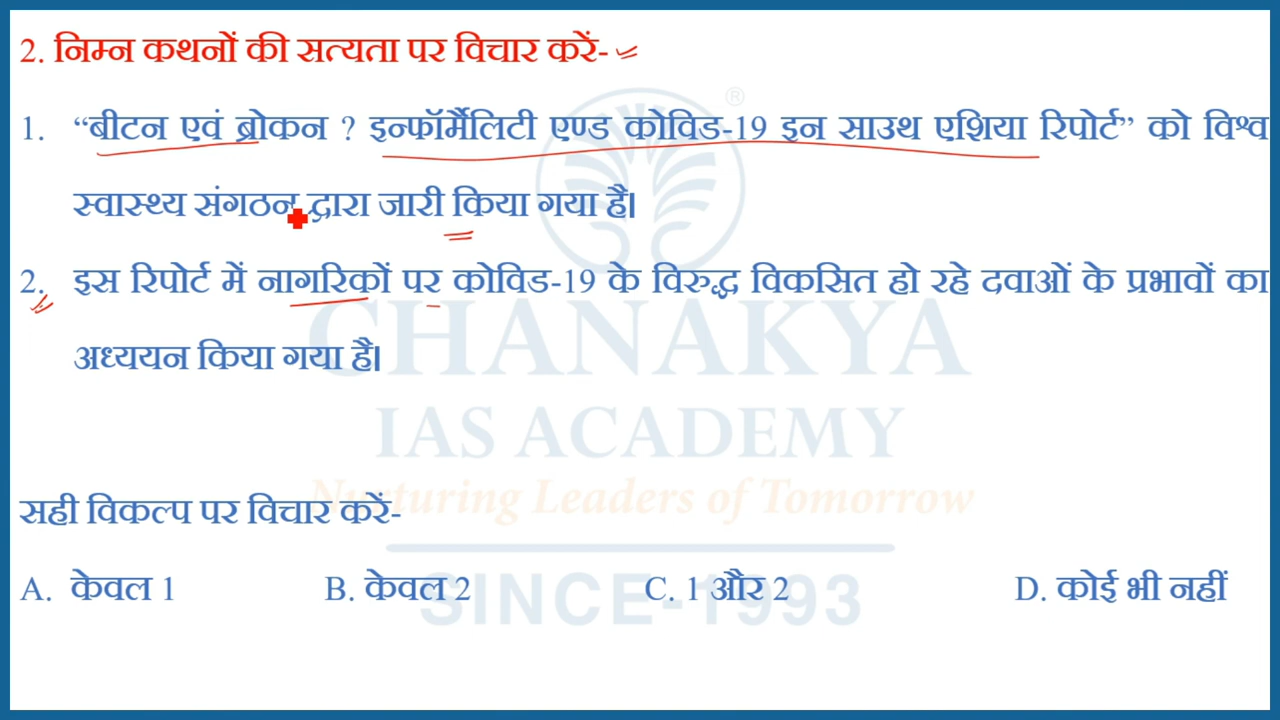 2. निम्न कथनों की सत्यता पर विचार करें-
1. “बीटन एवं ब्रोकन ? इन्फॉर्मैलिटी एण्ड कोविड-19 इन साउथ एशिया रिपोर्ट” को विश्व
स्वास्थ्य संगठन द्वारा जारी किया गया है।
2. इस रिपोर्ट में नागरिकों पर कोविड-19 के विरुद्ध विकसित हो रहे दवाओं के प्रभावों का
अध्ययन किया गया है।
सही विकल्प पर विचार करें-
A. केवल 1 B. केवल 2 C. 1 और 2 D. कोई भी नहीं
®
CHANAKYA
IAS ACADEMY
Nurturing Leaders of Tomorrow
SINCE-1993